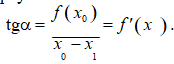 tgα = f(x₀) / (x₀ − x₁) = f′(x ).